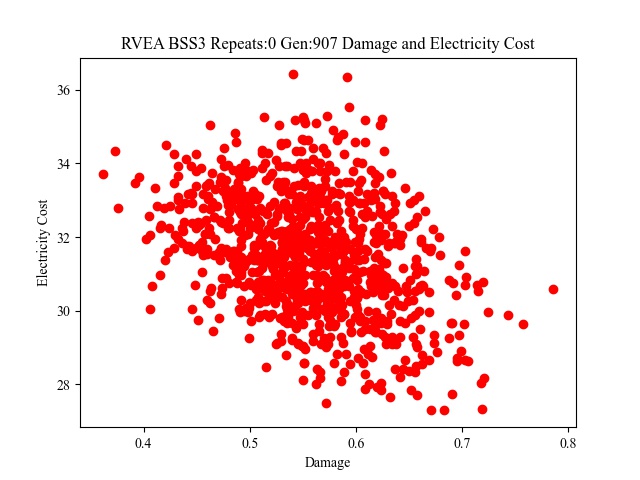 RVEA BSS3 Repeats:0 Gen:907 Damage and Electricity Cost
Electricity Cost
36
34
32
30
28
0.4 0.5 0.6 0.7 0.8
Damage